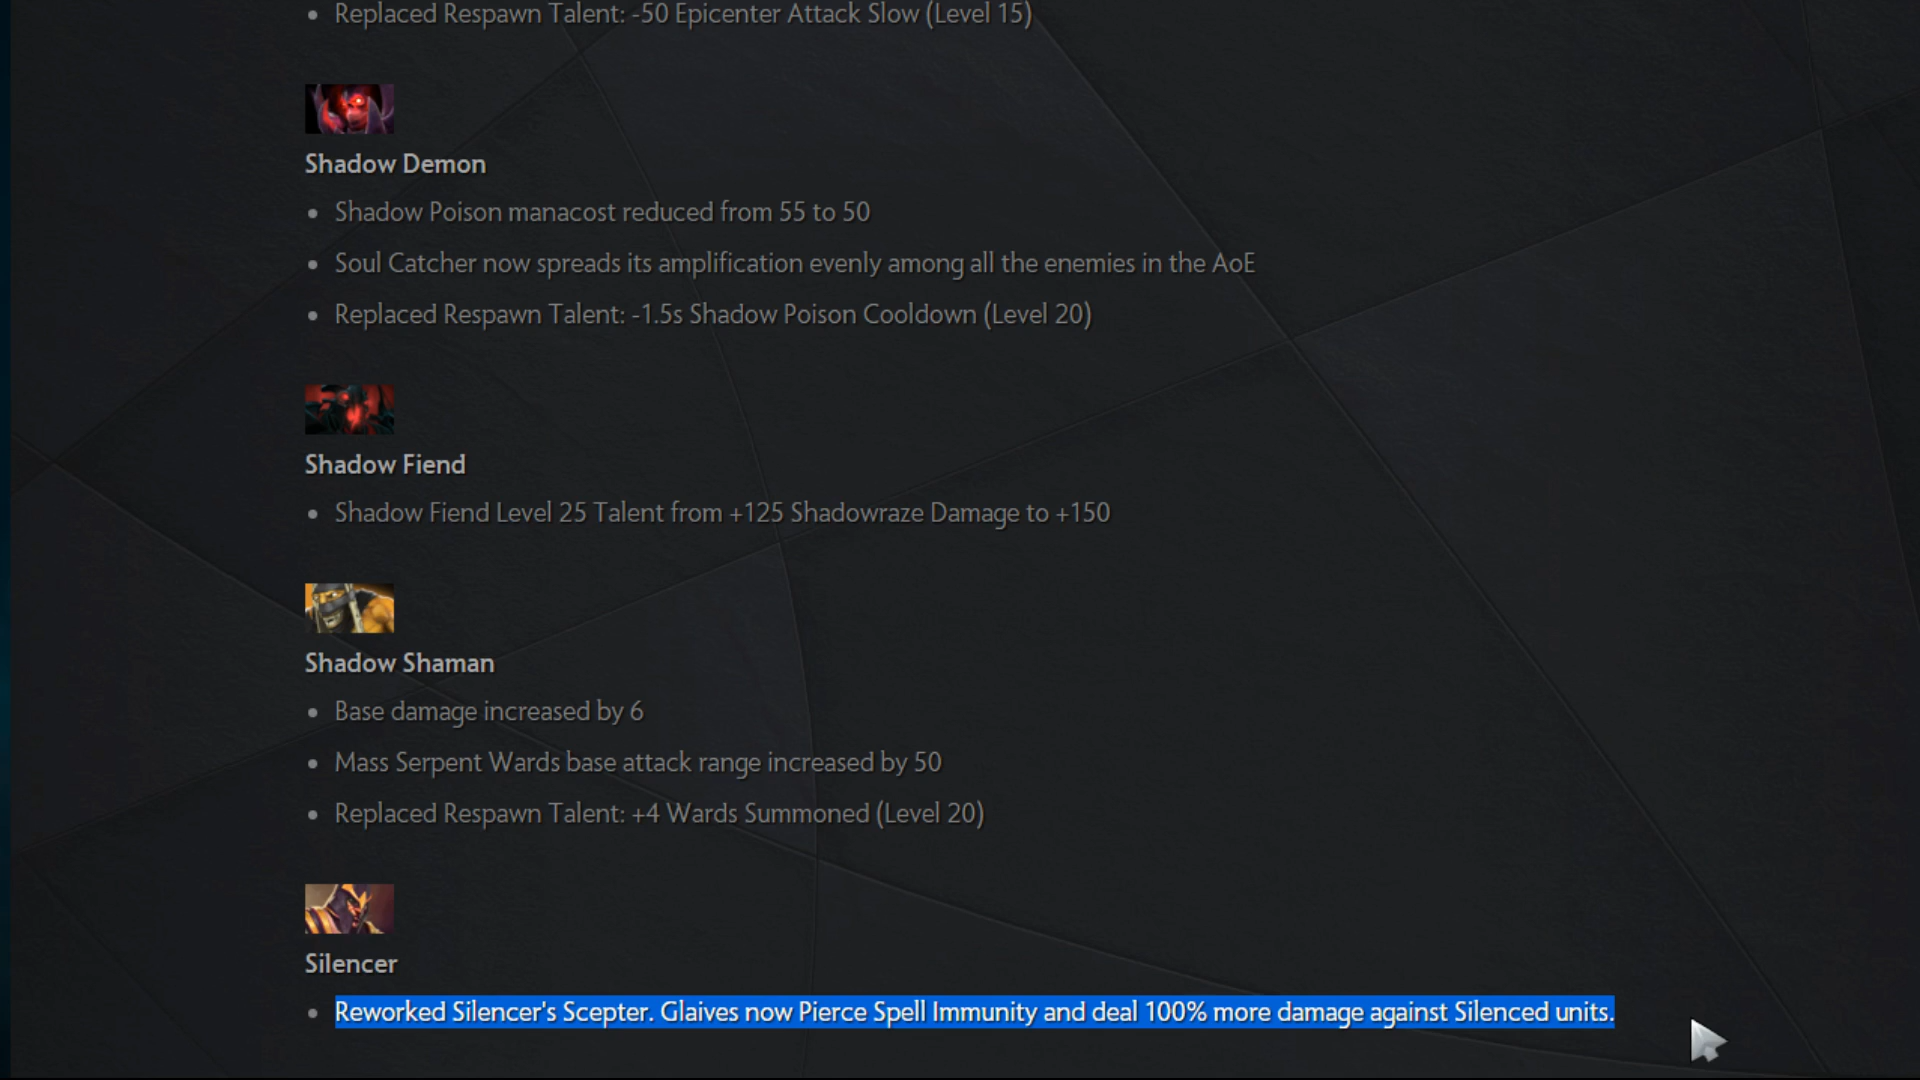 Replaced Respawn Talent: -50 Epicenter Attack Slow (Level 15)
Shadow Demon
Shadow Poison manacost reduced from 55 to 50
Soul Catcher now spreads its amplification evenly among all the enemies in the AoE
Replaced Respawn Talent: -1.5s Shadow Poison Cooldown (Level 20)
Shadow Fiend
Shadow Fiend Level 25 Talent from +125 Shadowraze Damage to +150
Shadow Shaman
Base damage increased by 6
Mass Serpent Wards base attack range increased by 50
Replaced Respawn Talent: +4 Wards Summoned (Level 20)
Silencer
Reworked Silencer's Scepter. Glaives now Pierce Spell Immunity and deal 100% more damage against Silenced units.